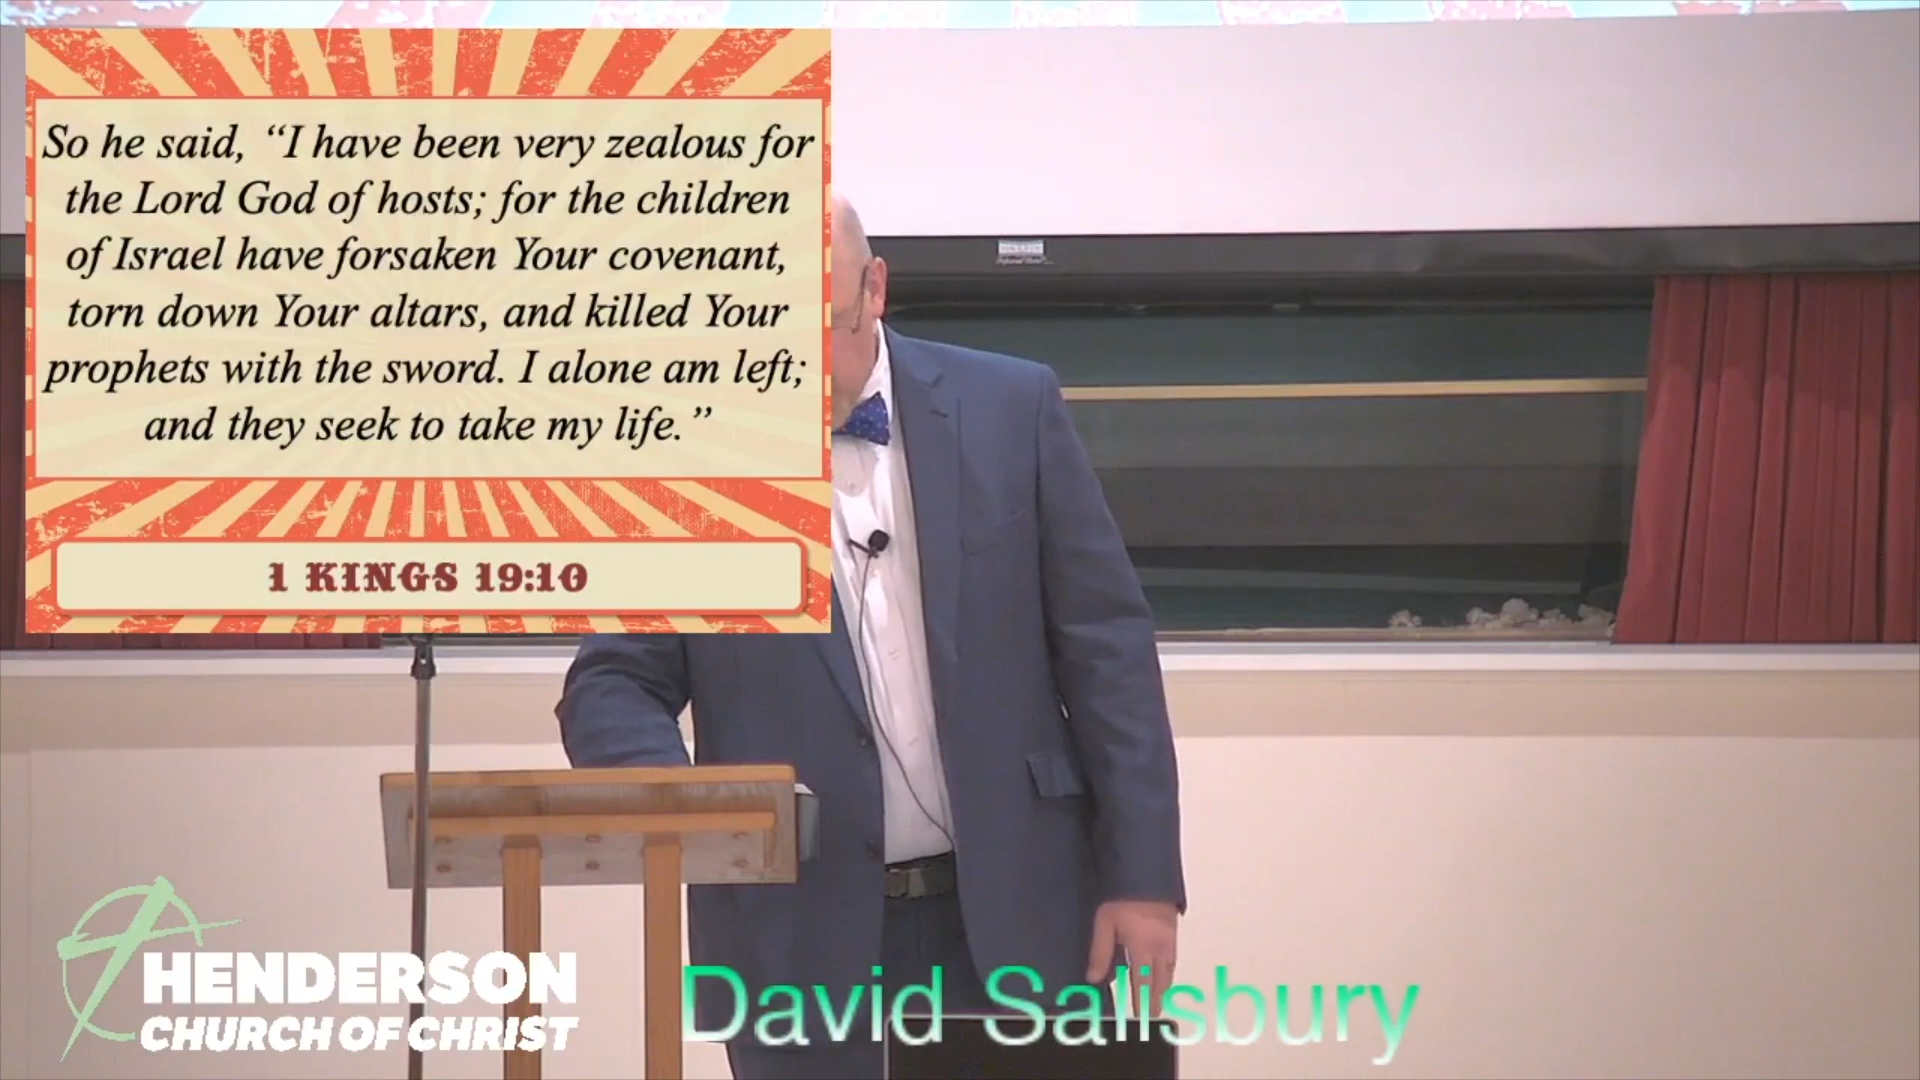 So he said, “I have been very zealous for
the Lord God of hosts; for the children
of Israel have forsaken Your covenant,
torn down Your altars, and killed Your
prophets with the sword. I alone am left;
and they seek to take my life.”
1 KINGS 19:10
HENDERSON
CHURCH OF CHRIST
David Salisbury